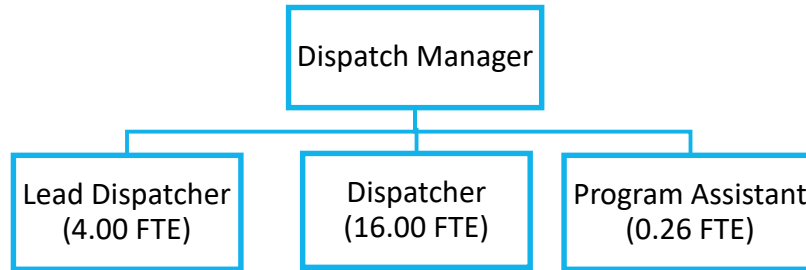 Dispatch Manager
Lead Dispatcher
(4.00 FTE)
Dispatcher
(16.00 FTE)
Program Assistant
(0.26 FTE)